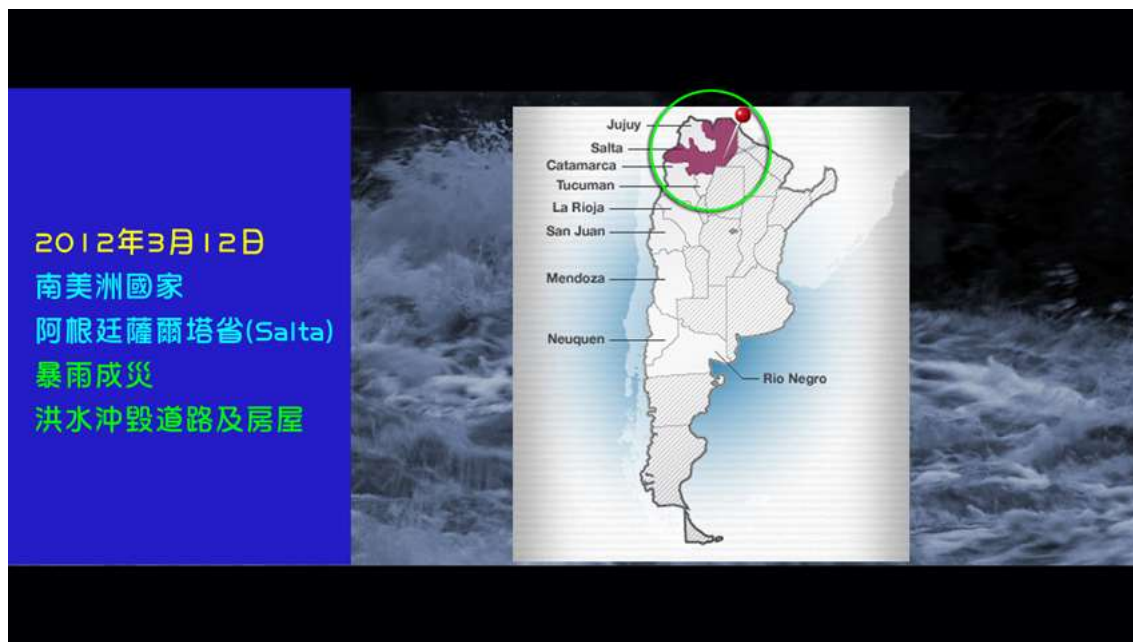 2012年3月12日
南美洲國家
阿根廷薩爾塔省(Salta)
暴雨成災
洪水沖毀道路及房屋
Jujuy
Salta
Catamarca
Tucuman
La Rioja
San Juan
Mendoza
Neuquen
Rio Negro